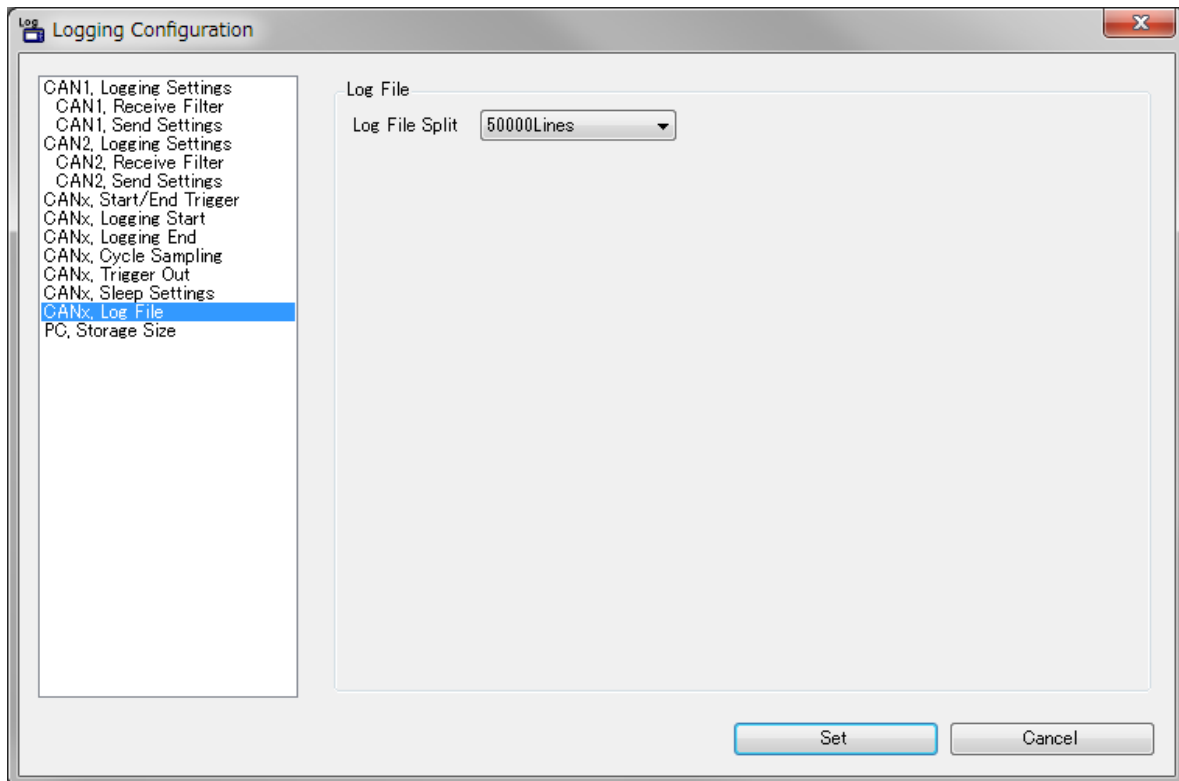 Log
Logging Configuration
CAN1, Logging Settings
CAN1, Receive Filter
CAN1, Send Settings
CAN2, Logging Settings
CAN2, Receive Filter
CAN2, Send Settings
CANx, Start/End Trigger
CANx, Logging Start
CANx, Logging End
CANx, Cycle Sampling
CANx, Trigger Out
CANx, Sleep Settings
CANx, Log File
PC, Storage Size
Log File
Log File Split 50000Lines
Set Cancel